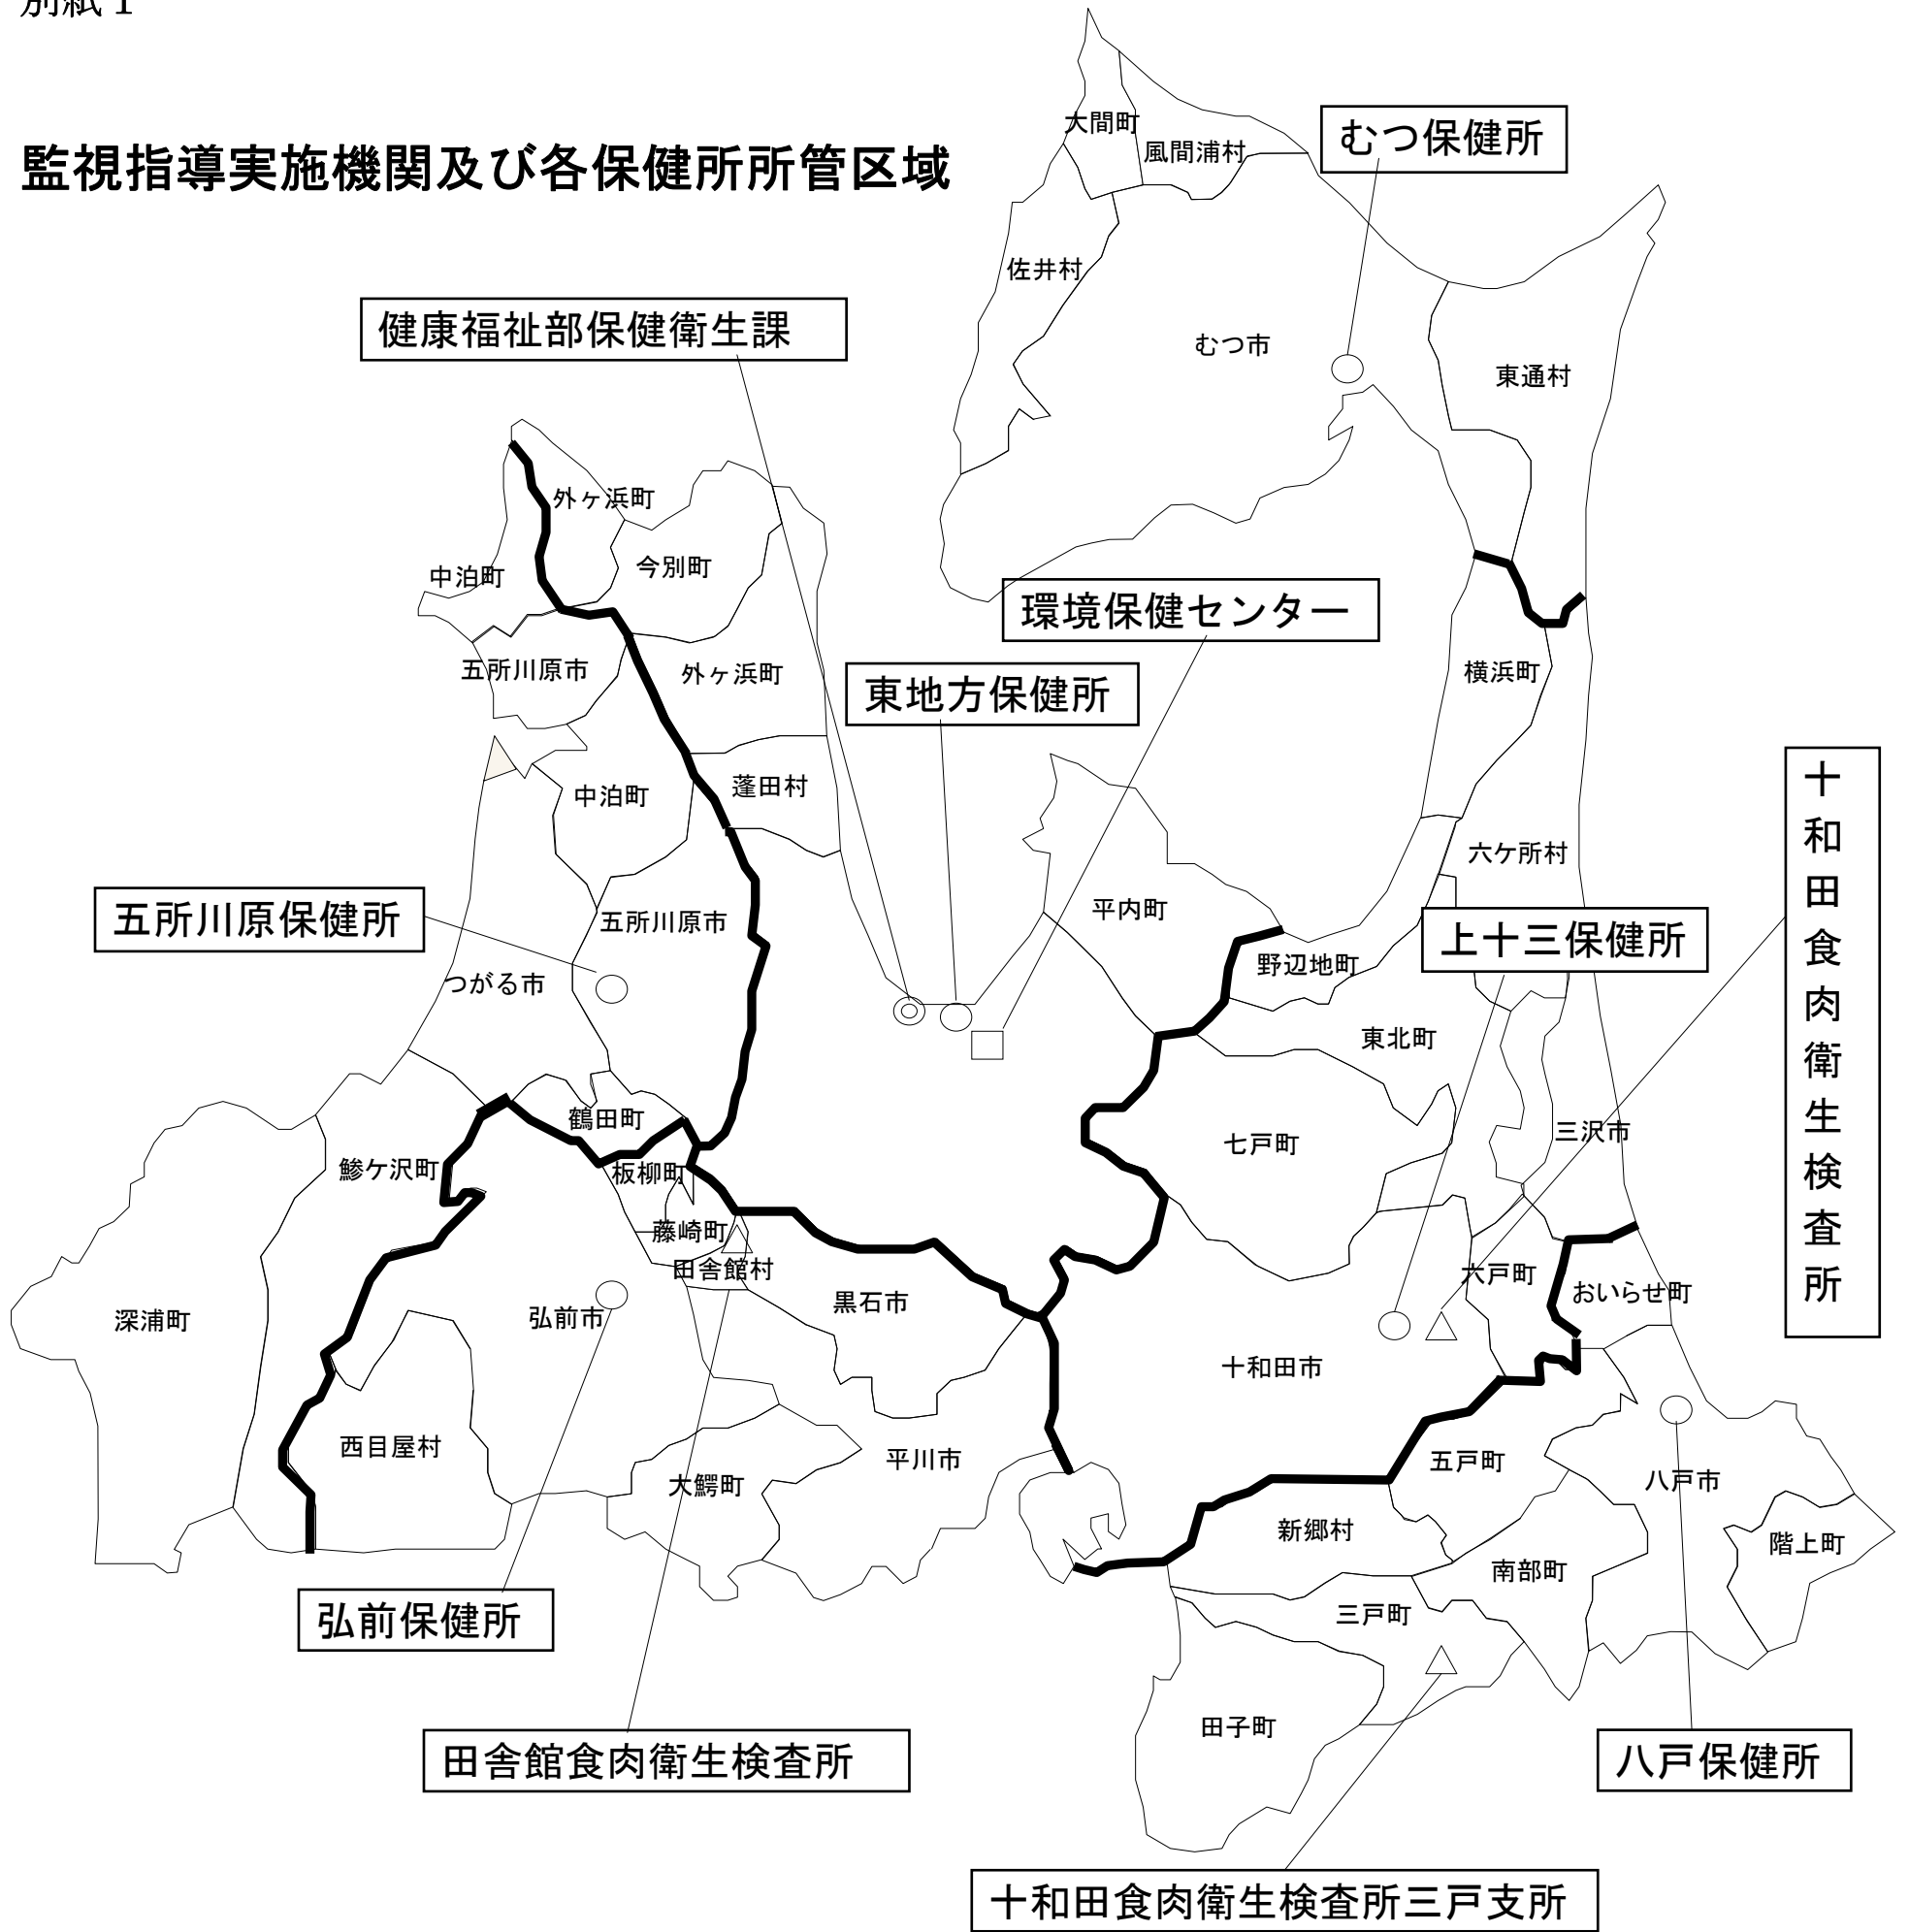 別紙1
監視指導実施機関及び各保健所所管区域
大間町
風間浦村
むつ保健所
佐井村
健康福祉部保健衛生課
むつ市
東通村
外ヶ浜町
今別町
中泊町
環境保健センター
五所川原市
外ヶ浜町
横浜町
東地方保健所
中泊町
蓬田村
六ケ所村
十和田食肉衛生検査所
五所川原保健所
五所川原市
平内町
上十三保健所
野辺地町
つがる市
東北町
鶴田町
三沢市
七戸町
鰺ケ沢町
板柳町
藤崎町
田舎館村
六戸町
おいらせ町
黒石市
深浦町
弘前市
十和田市
西目屋村
平川市
五戸町
大鰐町
八戸市
新郷村
階上町
南部町
弘前保健所
三戸町
田子町
田舎館食肉衛生検査所
八戸保健所
十和田食肉衛生検査所三戸支所